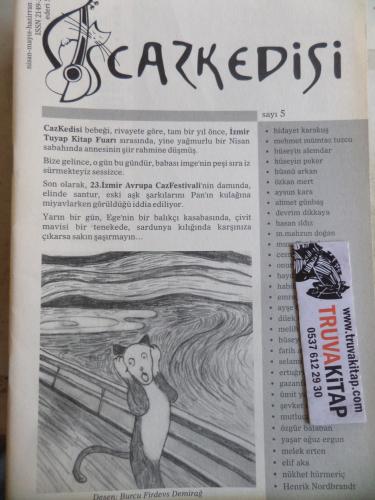 nisan-mayıs-haziran
ISSN 2149-
ederi
CAZKEDİSİ
sayı 5
CazKedisi bebeği, rivayete göre, tam bir yıl önce, İzmir
Tuyap Kitap Fuarı sırasında, yine yağmurlu bir Nisan
sabahında annesinin şiir rahmine düşmüş.
Bize gelince, o gün bu gündür, babası imge'nin peşi sıra iz
sürmekteyiz sessizce.
Son olarak, 23.İzmir Avrupa CazFestivali'nin damında,
elinde santur, eski aşk şarkılarını Pan'ın kulağına
miyavlarken görüldüğü iddia ediliyor.
Yarın bir gün, Ege'nin bir balıkçı kasabasında, çivit
mavisi bir tenekede, sardunya kılığında karşınıza
çıkarsa sakın şaşırmayın...
• hidayet karakuş
• mehmet mümtaz tuzcu
• hüseyin alemdar
• hüseyin peker
• hüsnü arkan
• özkan mert
• aysun kara
• ahmet günbaş
• devrim dikkaya
• hasan ıldız
• m.mahzun doğan
• özgür balaban
• yaşar oğuz ergun
• melek erten
• elif aka
• nükhet hürmeriç
• Henrik Nordbrandt
www.truvakitap.com
TRUVAKİTAP
0537 612 29 30
Desen: Burcu Firdevs Demirağ